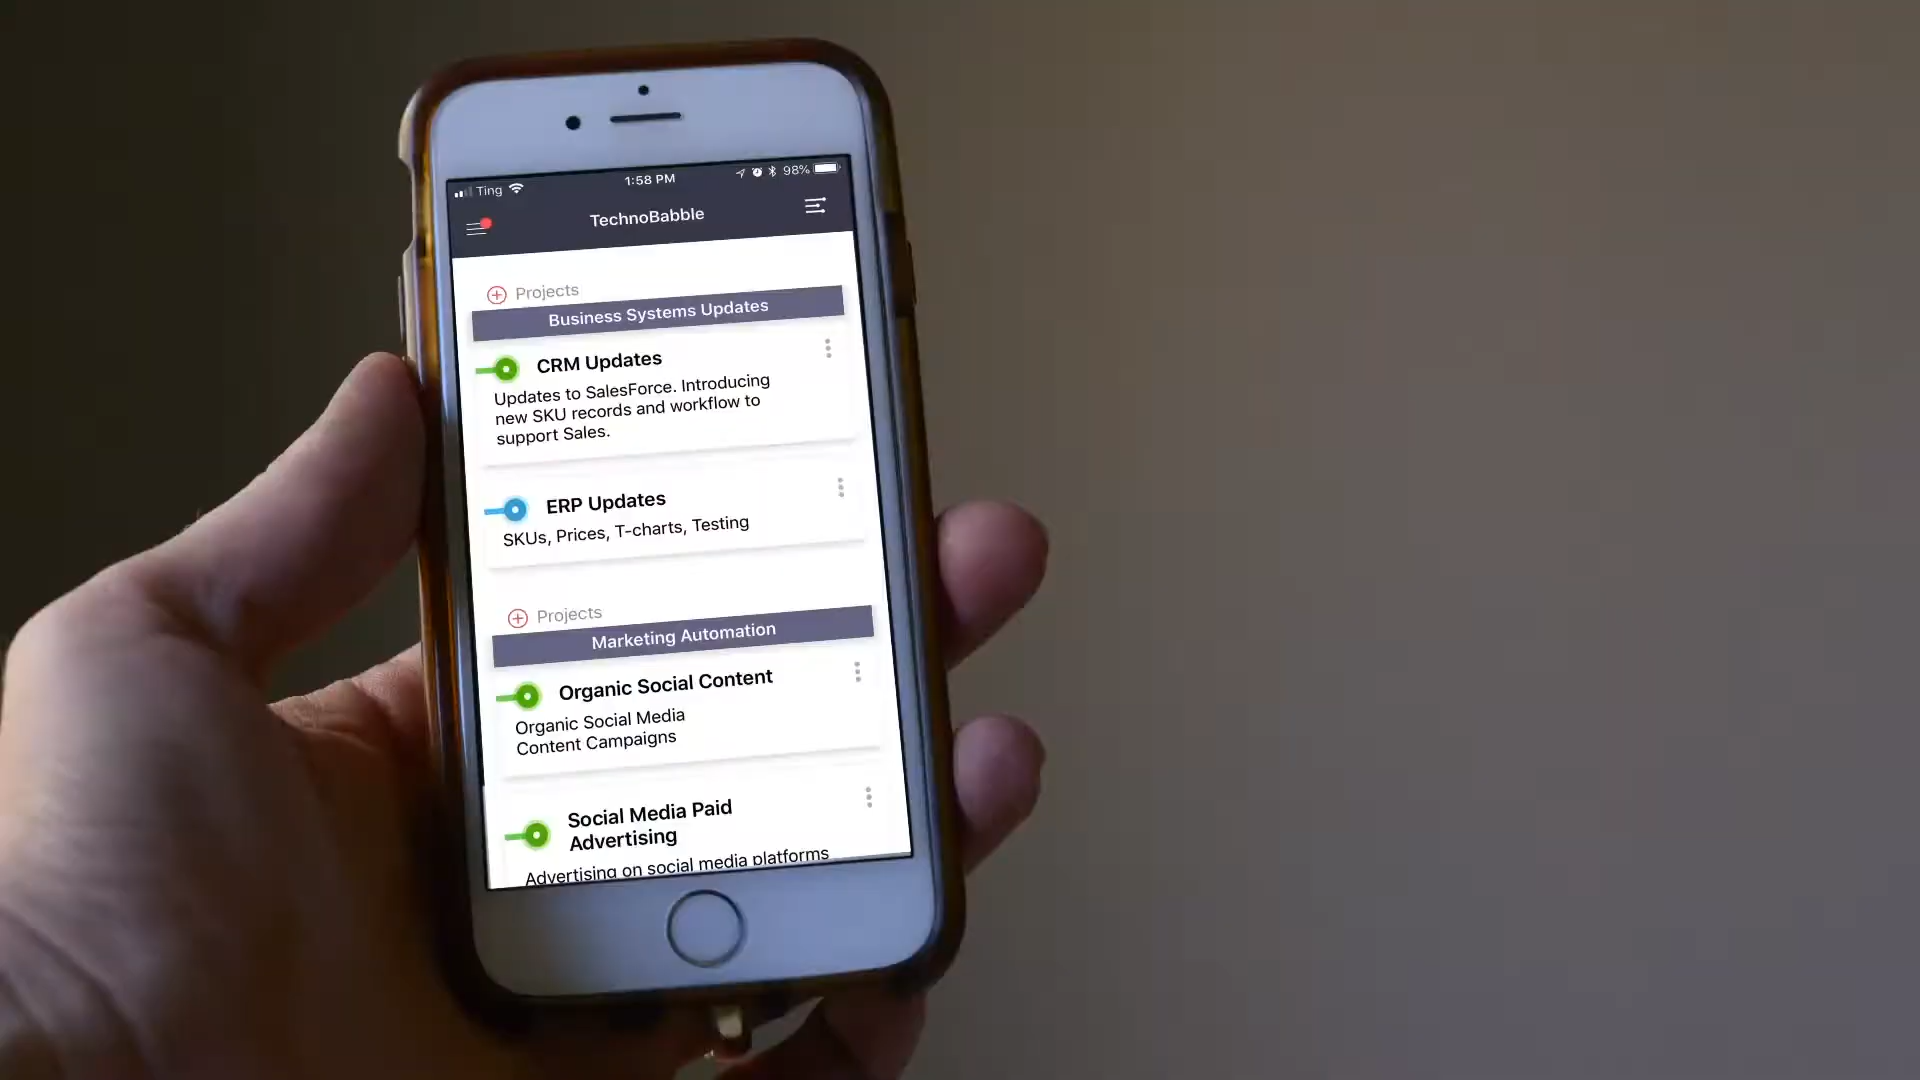 Ting
1:58 PM
98%
TechnoBabble
Projects
Business Systems Updates
CRM Updates
Updates to SalesForce. Introducing
new SKU records and workflow to
support Sales.
ERP Updates
SKUs, Prices, T-charts, Testing
Projects
Marketing Automation
Organic Social Content
Organic Social Media
Content Campaigns
Social Media Paid
Advertising
Advertising on social media platforms